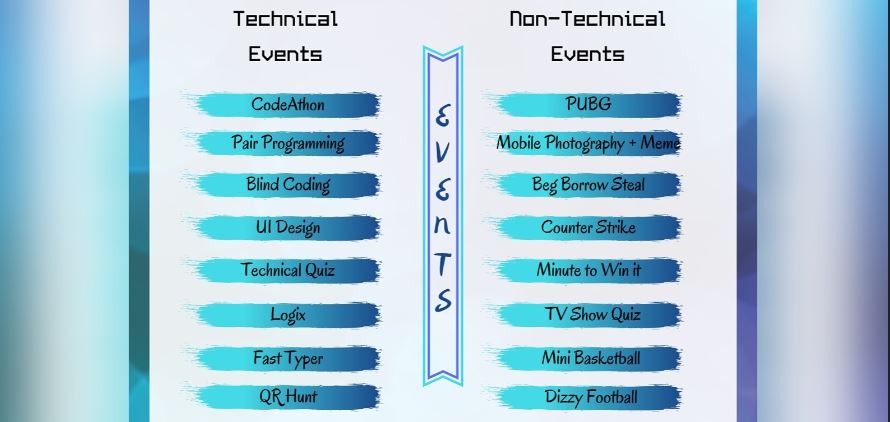 Technical
Events
CodeAthon
Pair Programming
Blind Coding
UI Design
Technical Quiz
Logix
Fast Typer
QR Hunt
EVEnTS
Non-Technical
Events
PUBG
Mobile Photography + Meme
Beg Borrow Steal
Counter Strike
Minute to Win it
TV Show Quiz
Mini Basketball
Dizzy Football